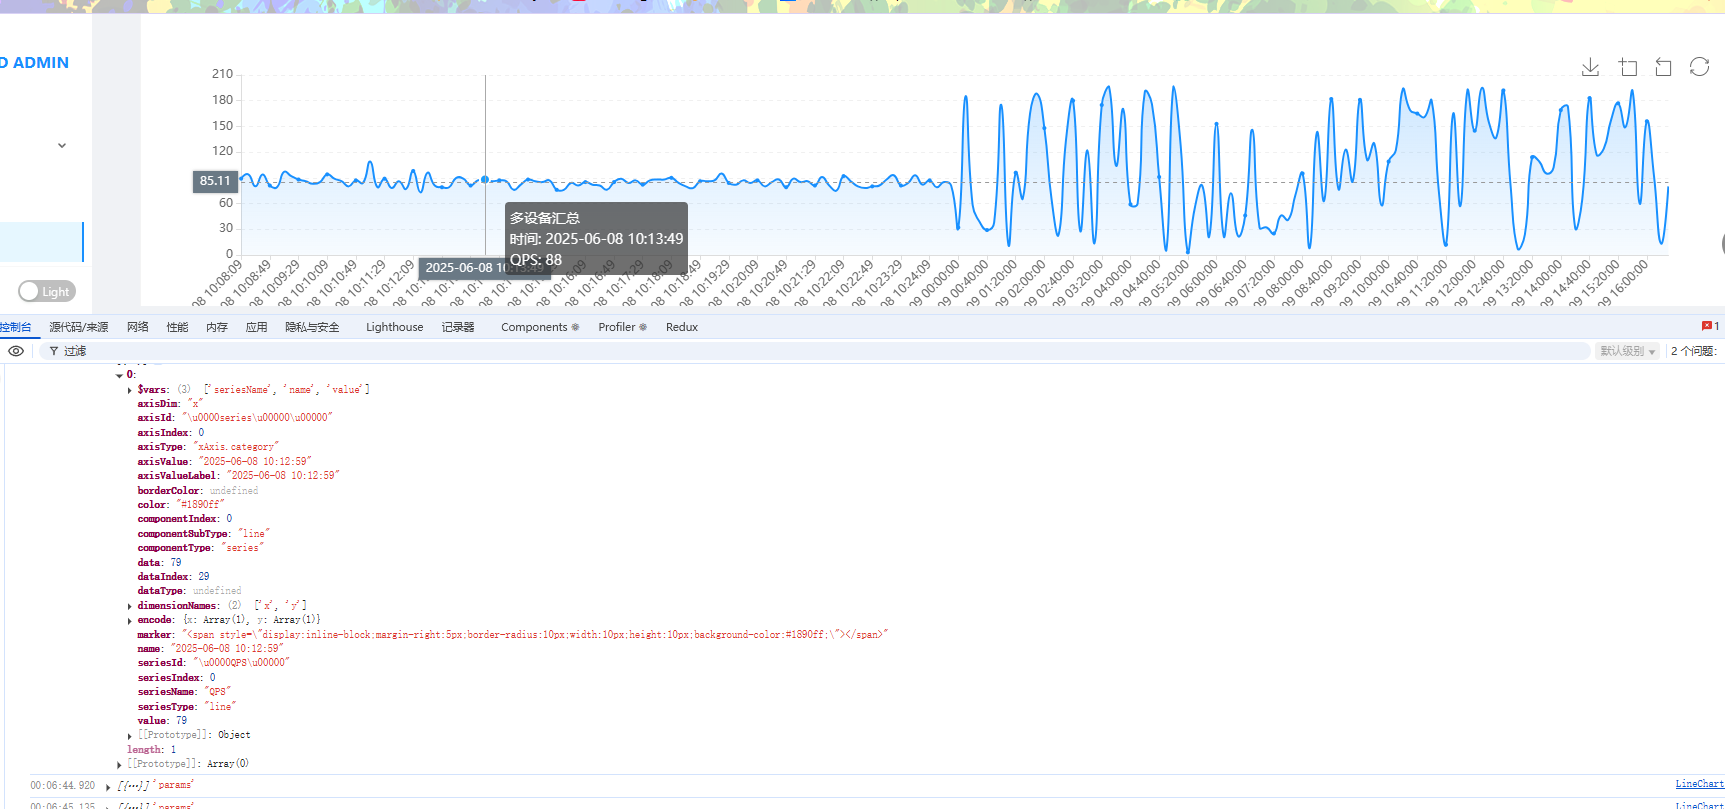 D ADMIN
Light
210
180
150
120
85.11
60
30
0
多设备汇总
时间: 2025-06-08 10:13:49
QPS: 88
2025-06-08 10:13:49
08 10:08:09
08 10:08:49
08 10:09:29
08 10:10:09
08 10:10:49
08 10:11:29
08 10:12:09
08 10:16:09
08 10:16:49
08 10:17:29
08 10:18:09
08 10:18:49
08 10:19:29
08 10:20:09
08 10:20:49
08 10:21:29
08 10:22:09
08 10:22:49
08 10:23:29
08 10:24:09
09 00:00:00
09 00:40:00
09 01:20:00
09 02:00:00
09 02:40:00
09 03:20:00
09 04:00:00
09 04:40:00
09 05:20:00
09 06:00:00
09 06:40:00
09 07:20:00
09 08:00:00
09 08:40:00
09 09:20:00
09 10:00:00
09 10:40:00
09 11:20:00
09 12:00:00
09 12:40:00
09 13:20:00
09 14:00:00
09 14:40:00
09 15:20:00
09 16:00:00
控制台 源代码/来源 网络 性能 内存 应用 隐私与安全 Lighthouse 记录器 Components Profiler Redux 1
过滤 默认级别 2 个问题:
0:
$vars: (3) ['seriesName', 'name', 'value']
axisDim: "x"
axisId: "\u0000series\u00000\u00000"
axisIndex: 0
axisType: "xAxis.category"
axisValue: "2025-06-08 10:12:59"
axisValueLabel: "2025-06-08 10:12:59"
borderColor: undefined
color: "#1890ff"
componentIndex: 0
componentSubType: "line"
componentType: "series"
data: 79
dataIndex: 29
dataType: undefined
dimensionNames: (2) ['x', 'y']
encode: {x: Array(1), y: Array(1)}
marker: "<span style=\"display:inline-block;margin-right:5px;border-radius:10px;width:10px;height:10px;background-color:#1890ff;\"></span>"
name: "2025-06-08 10:12:59"
seriesId: "\u0000QPS\u00000"
seriesIndex: 0
seriesName: "QPS"
seriesType: "line"
value: 79
[[Prototype]]: Object
length: 1
[[Prototype]]: Array(0)
00:06:44.920 [{…}] 'params' LineChart
00:06:45.135 [{…}] 'params' LineChart